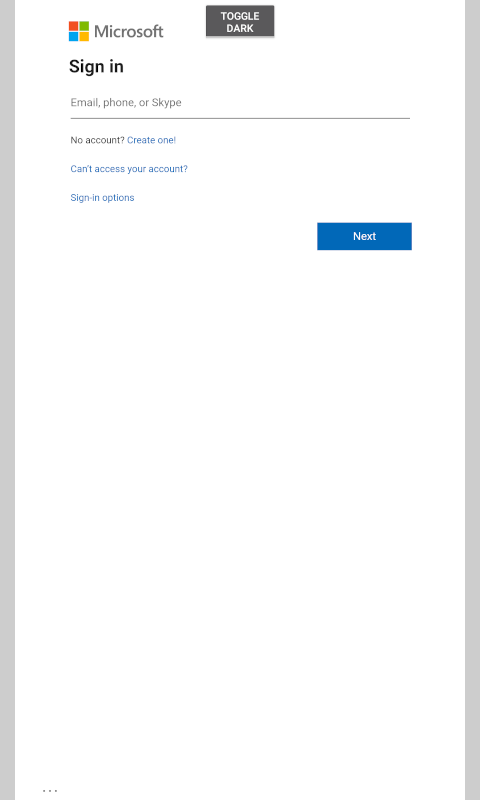 TOGGLE
DARK
Microsoft
Sign in
Email, phone, or Skype
No account? Create one!
Can't access your account?
Sign-in options
Next
...